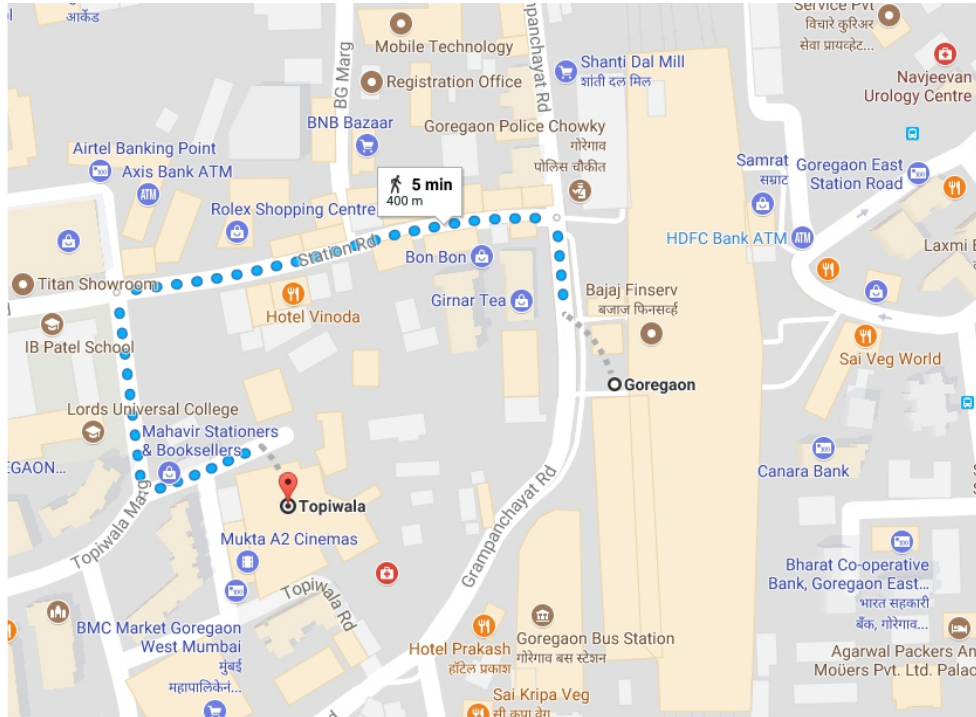 आर्केड
Mobile Technology
Service Pvt
विचारे कुरिअर
सेवा प्रायव्हेट...
BG Marg
Registration Office
Grampanchayat Rd
Shanti Dal Mill
शांती दल मिल
Navjeevan
Urology Centre
BNB Bazaar
Goregaon Police Chowky
गोरेगाव
पोलिस चौकीत
Airtel Banking Point
Axis Bank ATM
5 min
400 m
Samrat
सम्राट
Goregaon East
Station Road
Rolex Shopping Centre
Station Rd
HDFC Bank ATM
ATM
ATM
Bon Bon
Laxmi
Titan Showroom
Hotel Vinoda
Girnar Tea
Bajaj Finserv
बजाज फिनसर्व्ह
IB Patel School
Sai Veg World
Goregaon
Lords Universal College
Mahavir Stationers
& Booksellers
EGAON...
Canara Bank
Topiwala Marg
Topiwala
Grampanchayat Rd
Mukta A2 Cinemas
Topiwala Rd
Bharat Co-operative
Bank, Goregaon East...
भारत सहकारी
बँक, गोरेगाव...
BMC Market Goregaon
West Mumbai
मुंबई
महापालिकेनं...
Hotel Prakash
हॉटेल प्रकाश
Goregaon Bus Station
गोरेगाव बस स्टेशन
Agarwal Packers An
Moüers Pvt. Ltd. Palac
Sai Kripa Veg